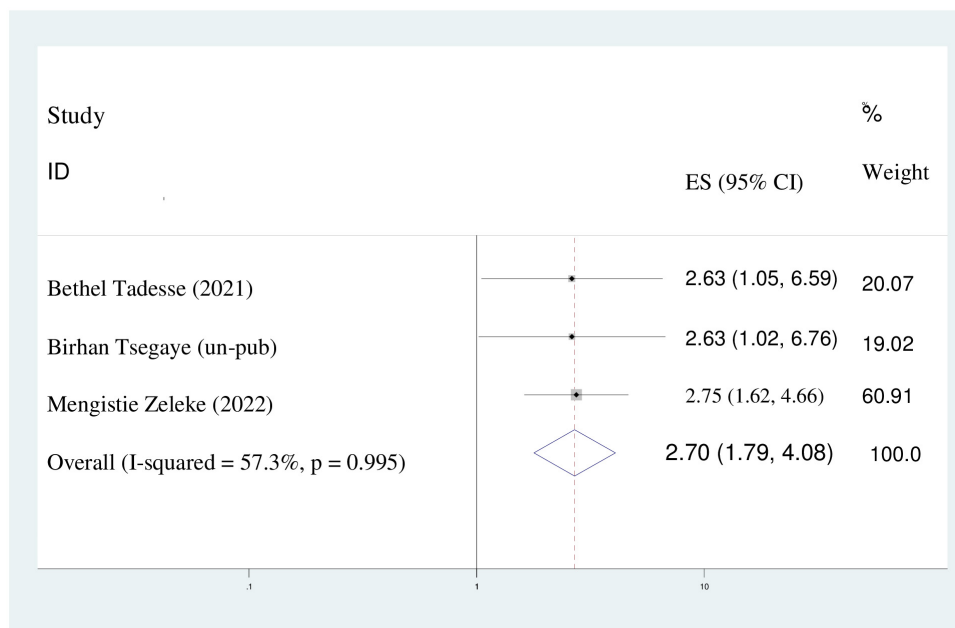 Study %
ID ES (95% CI) Weight
Bethel Tadesse (2021) 2.63 (1.05, 6.59) 20.07
Birhan Tsegaye (un-pub) 2.63 (1.02, 6.76) 19.02
Mengistie Zeleke (2022) 2.75 (1.62, 4.66) 60.91
Overall (I-squared = 57.3%, p = 0.995) 2.70 (1.79, 4.08) 100.0
.1 1 10